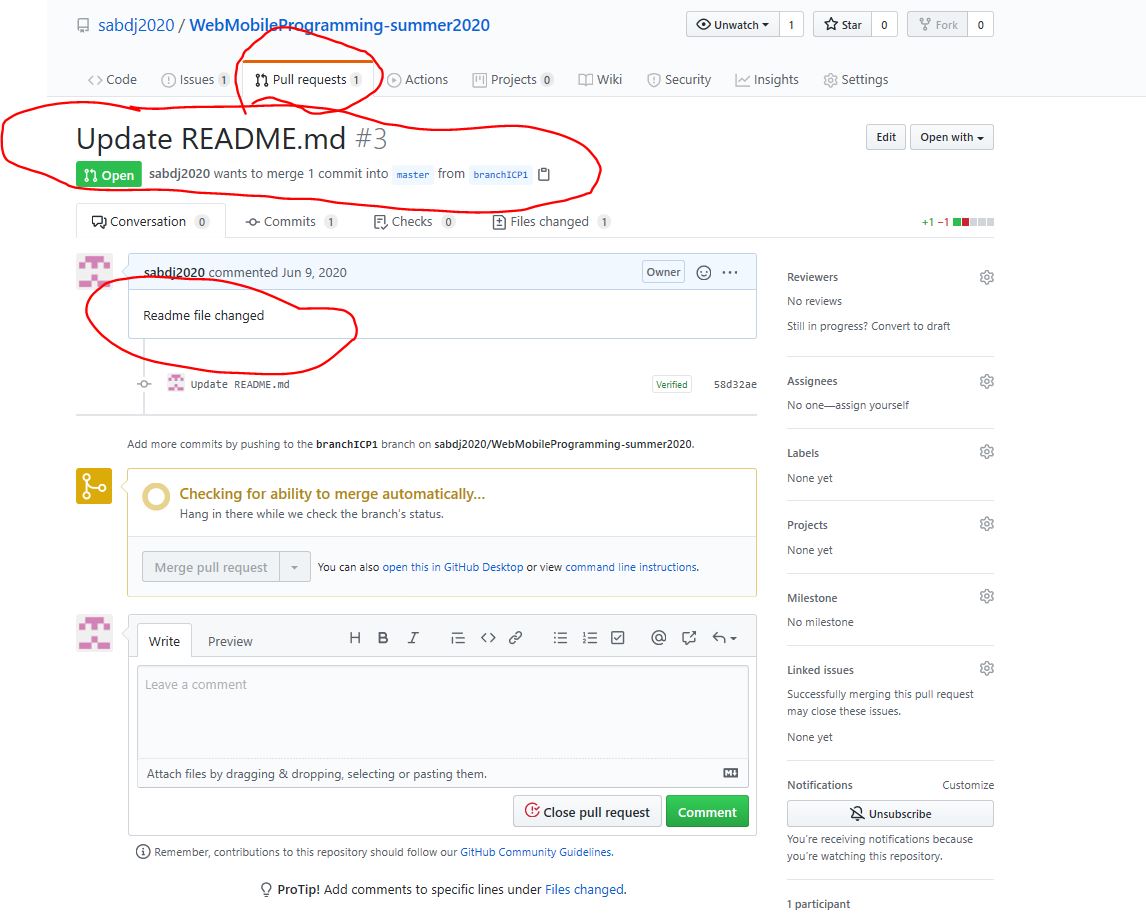 sabdj2020 / WebMobileProgramming-summer2020
Unwatch 1 Star 0 Fork 0
Code Issues 1 Pull requests 1 Actions Projects 0 Wiki Security Insights Settings
Update README.md #3
Edit Open with
Open sabdj2020 wants to merge 1 commit into master from branchICP1
Conversation 0 Commits 1 Checks 0 Files changed 1
+1 −1
sabdj2020 commented Jun 9, 2020
Owner
Readme file changed
Update README.md Verified 58d32ae
Add more commits by pushing to the branchICP1 branch on sabdj2020/WebMobileProgramming-summer2020.
Checking for ability to merge automatically...
Hang in there while we check the branch's status.
Merge pull request You can also open this in GitHub Desktop or view command line instructions.
Write Preview
H B I
Leave a comment
Attach files by dragging & dropping, selecting or pasting them.
Close pull request Comment
Remember, contributions to this repository should follow our GitHub Community Guidelines.
ProTip! Add comments to specific lines under Files changed.
Reviewers
No reviews
Still in progress? Convert to draft
Assignees
No one—assign yourself
Labels
None yet
Projects
None yet
Milestone
No milestone
Linked issues
Successfully merging this pull request
may close these issues.
None yet
Notifications Customize
Unsubscribe
You're receiving notifications because
you're watching this repository.
1 participant